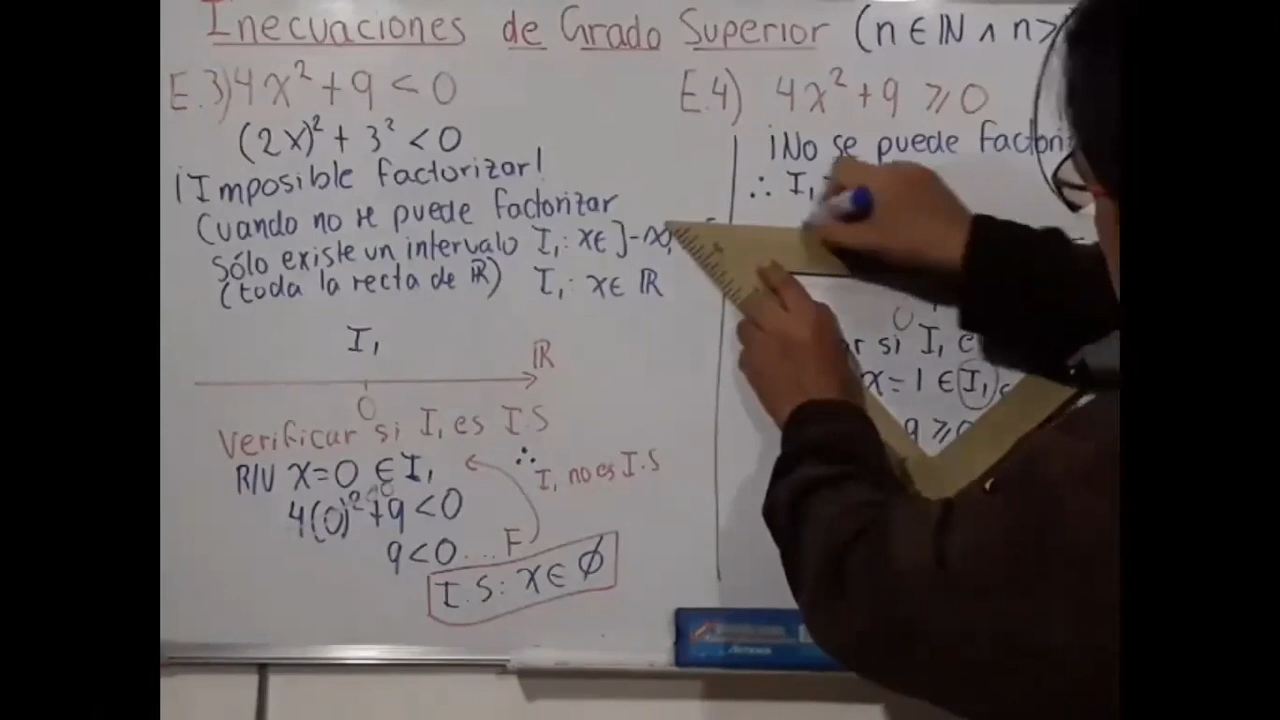 Inecuaciones de Grado Superior (n ∈ ℕ ∧ n >
E.3) 4x² + 9 < 0
(2x)² + 3² < 0
¡Imposible factorizar!
Cuando no se puede factorizar
Sólo existe un intervalo I₁: x∈ ]-∞,
(toda la recta de ℝ) I₁: x∈ ℝ
I₁
ℝ
0
Verificar si I₁ es I.S
R/V x=0 ∈ I₁
∴
I₁ no es I.S
4(0)² + 9 < 0
9 < 0 ... F
I.S: x ∈ ∅
E.4) 4x² + 9 ⩾ 0
¡No se puede factori
∴ I₁
0
si I₁ e
x = 1 ∈ I₁
9 ⩾ 0